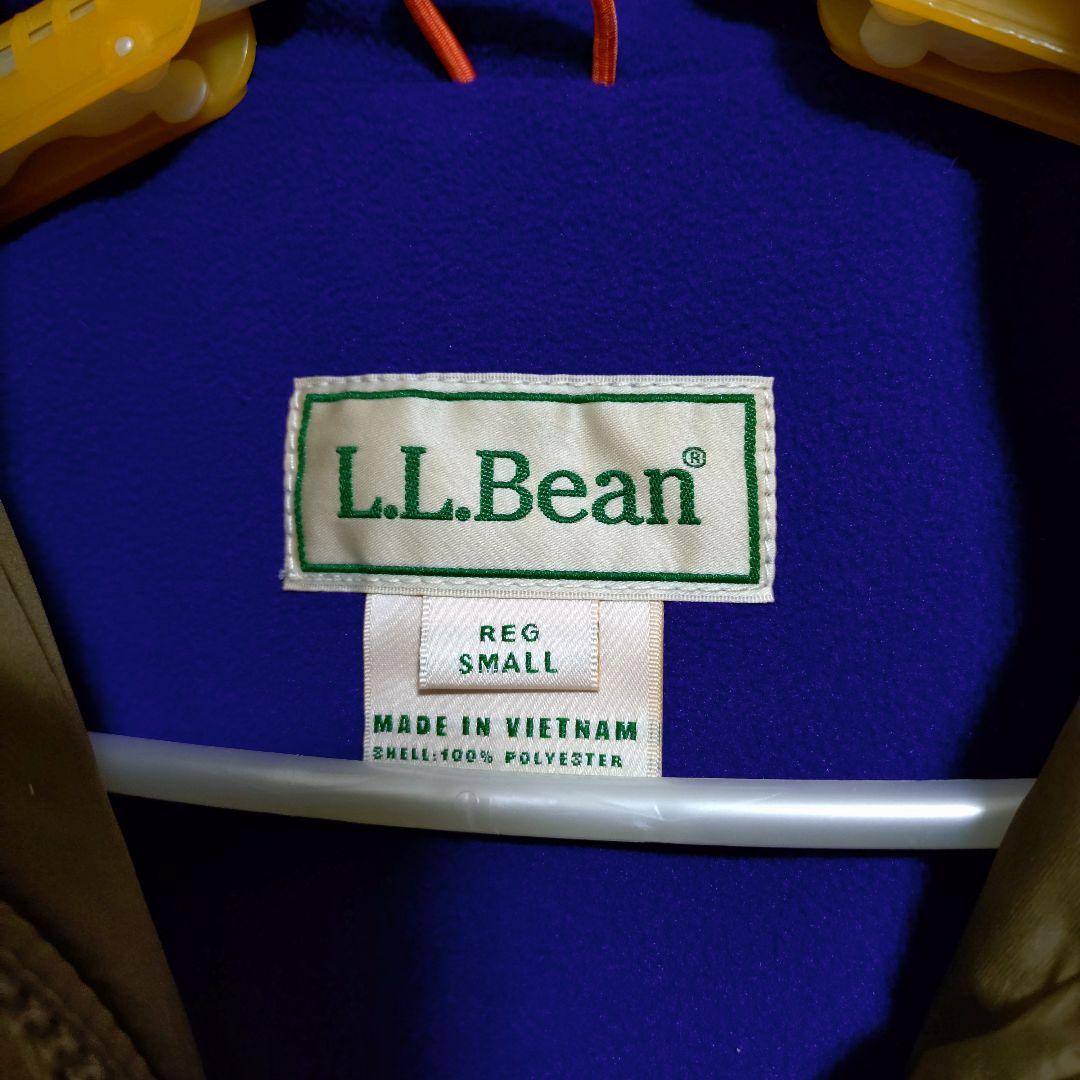 L.L.Bean®
REG
SMALL
MADE IN VIETNAM
SHELL:100% POLYESTER